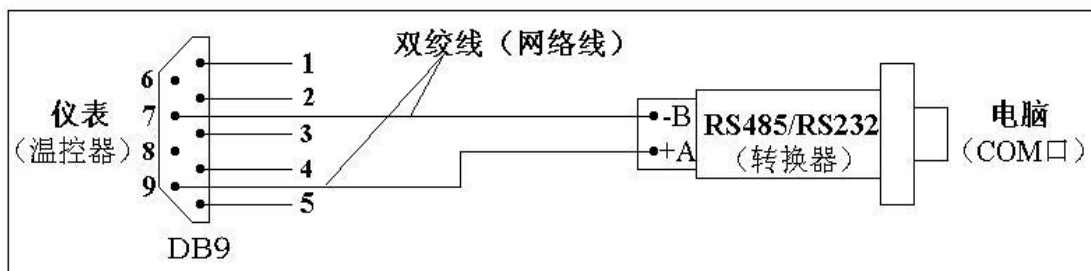 双绞线（网络线）
1
6
2
7
3
8
4
9
5
仪表
（温控器）
DB9
-B
+A
RS485/RS232
（转换器）
电脑
（COM口）